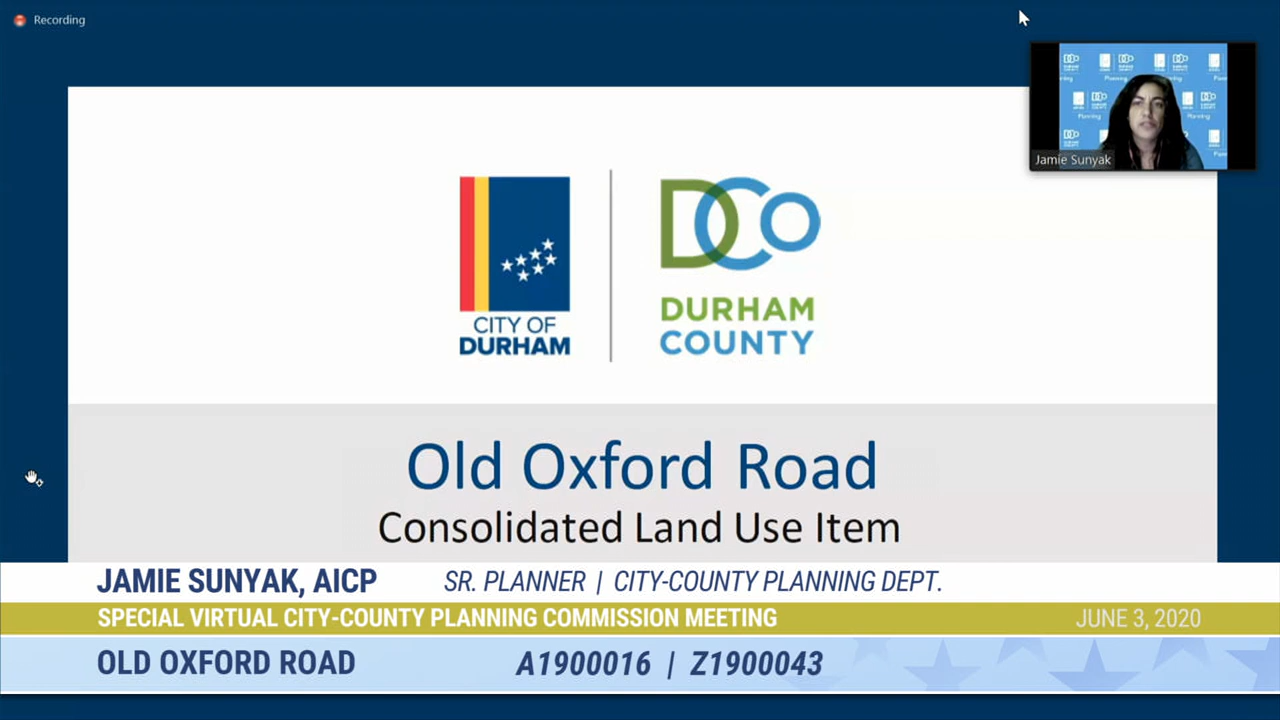 Recording
Jamie Sunyak
CITY OF
DURHAM
DCo
DURHAM
COUNTY
Old Oxford Road
Consolidated Land Use Item
JAMIE SUNYAK, AICP SR. PLANNER | CITY-COUNTY PLANNING DEPT.
SPECIAL VIRTUAL CITY-COUNTY PLANNING COMMISSION MEETING JUNE 3, 2020
OLD OXFORD ROAD A1900016 | Z1900043